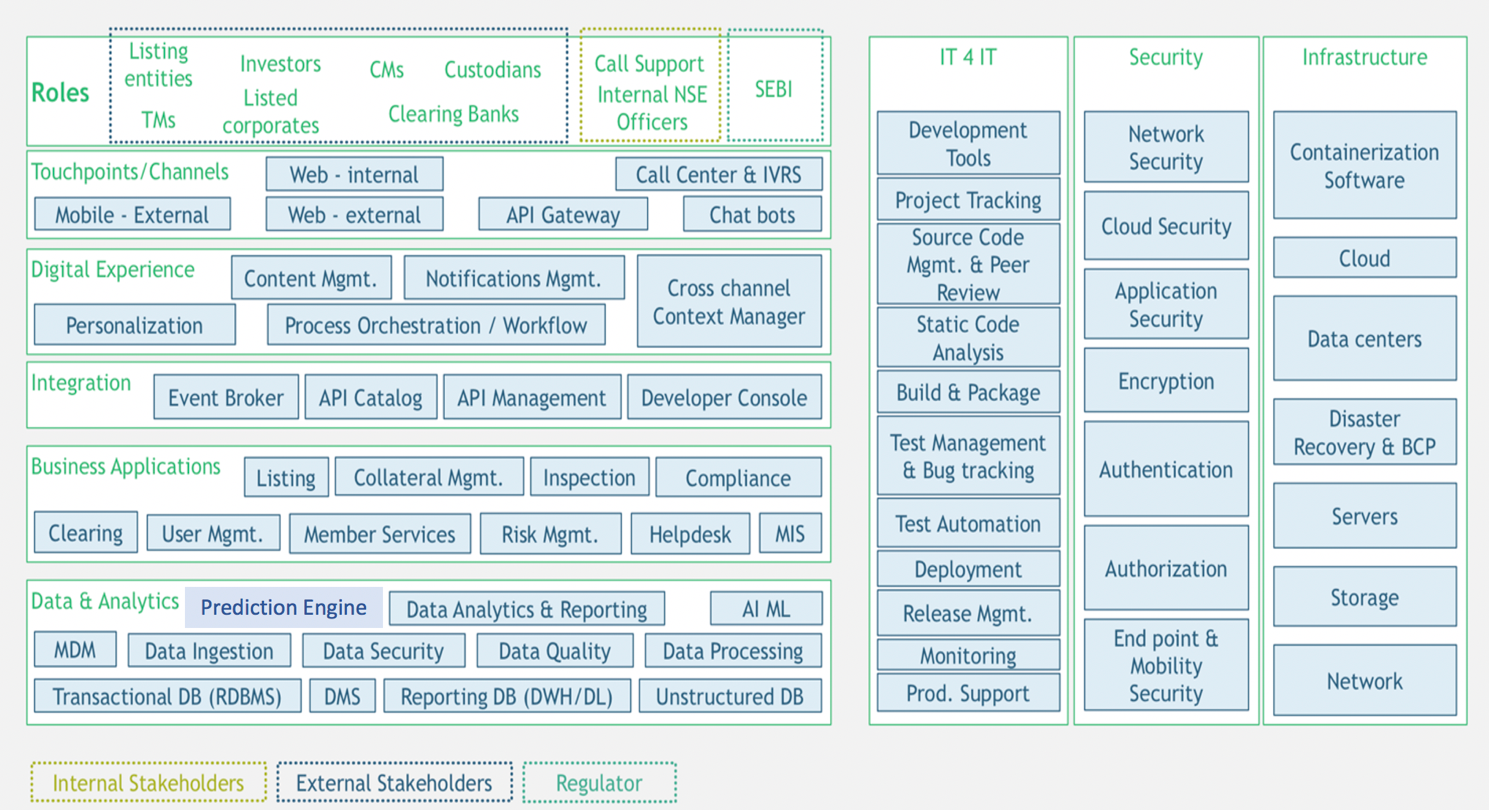 Roles
Listing
entities
Investors
CMs
Custodians
TMs
Listed
corporates
Clearing Banks
Call Support
Internal NSE
Officers
SEBI
Touchpoints/Channels
Web - internal
Call Center & IVRS
Mobile - External
Web - external
API Gateway
Chat bots
Digital Experience
Content Mgmt.
Notifications Mgmt.
Cross channel
Context Manager
Personalization
Process Orchestration / Workflow
Integration
Event Broker
API Catalog
API Management
Developer Console
Business Applications
Listing
Collateral Mgmt.
Inspection
Compliance
Clearing
User Mgmt.
Member Services
Risk Mgmt.
Helpdesk
MIS
Data & Analytics
Prediction Engine
Data Analytics & Reporting
AI ML
MDM
Data Ingestion
Data Security
Data Quality
Data Processing
Transactional DB (RDBMS)
DMS
Reporting DB (DWH/DL)
Unstructured DB
IT 4 IT
Development
Tools
Project Tracking
Source Code
Mgmt. & Peer
Review
Static Code
Analysis
Build & Package
Test Management
& Bug tracking
Test Automation
Deployment
Release Mgmt.
Monitoring
Prod. Support
Security
Network
Security
Cloud Security
Application
Security
Encryption
Authentication
Authorization
End point &
Mobility
Security
Infrastructure
Containerization
Software
Cloud
Data centers
Disaster
Recovery & BCP
Servers
Storage
Network
Internal Stakeholders
External Stakeholders
Regulator